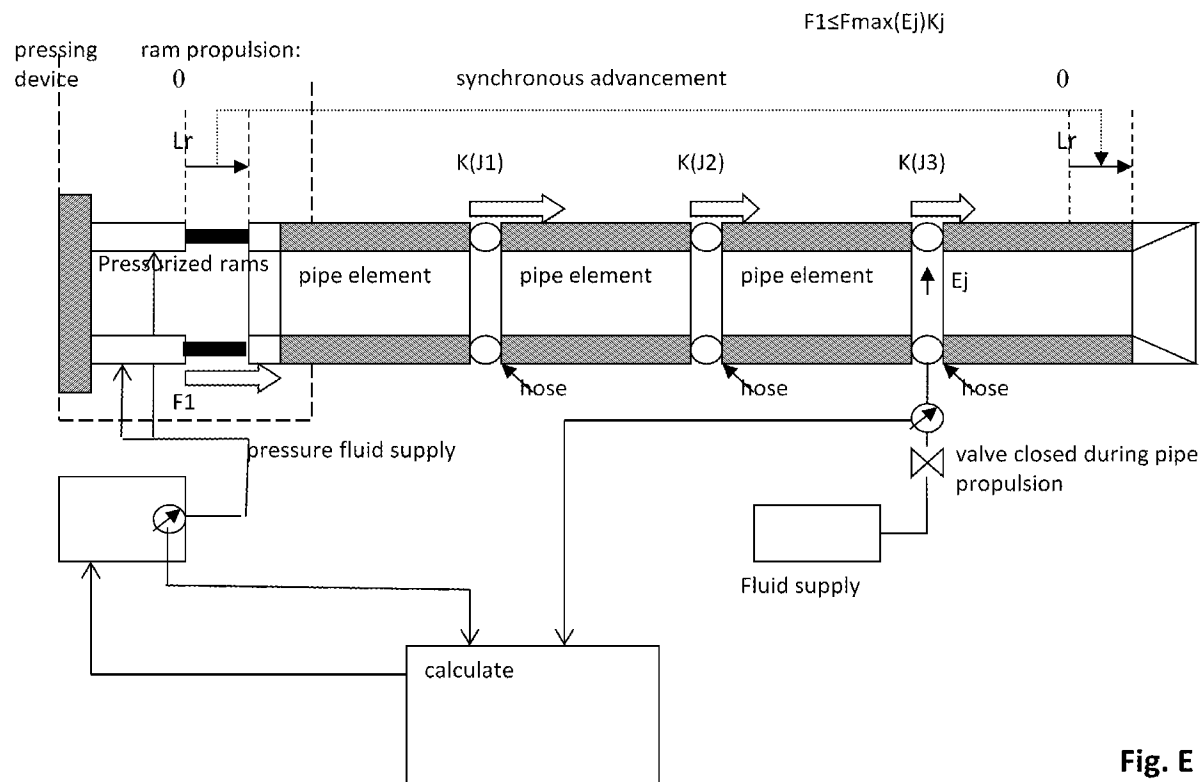 F1≤Fmax(Ej)Kj
pressing device
ram propulsion:
0
synchronous advancement
0
Lr
Lr
K(J1)
K(J2)
K(J3)
Pressurized rams
pipe element
pipe element
pipe element
Ej
F1
hose
hose
hose
pressure fluid supply
valve closed during pipe
propulsion
Fluid supply
calculate
Fig. E